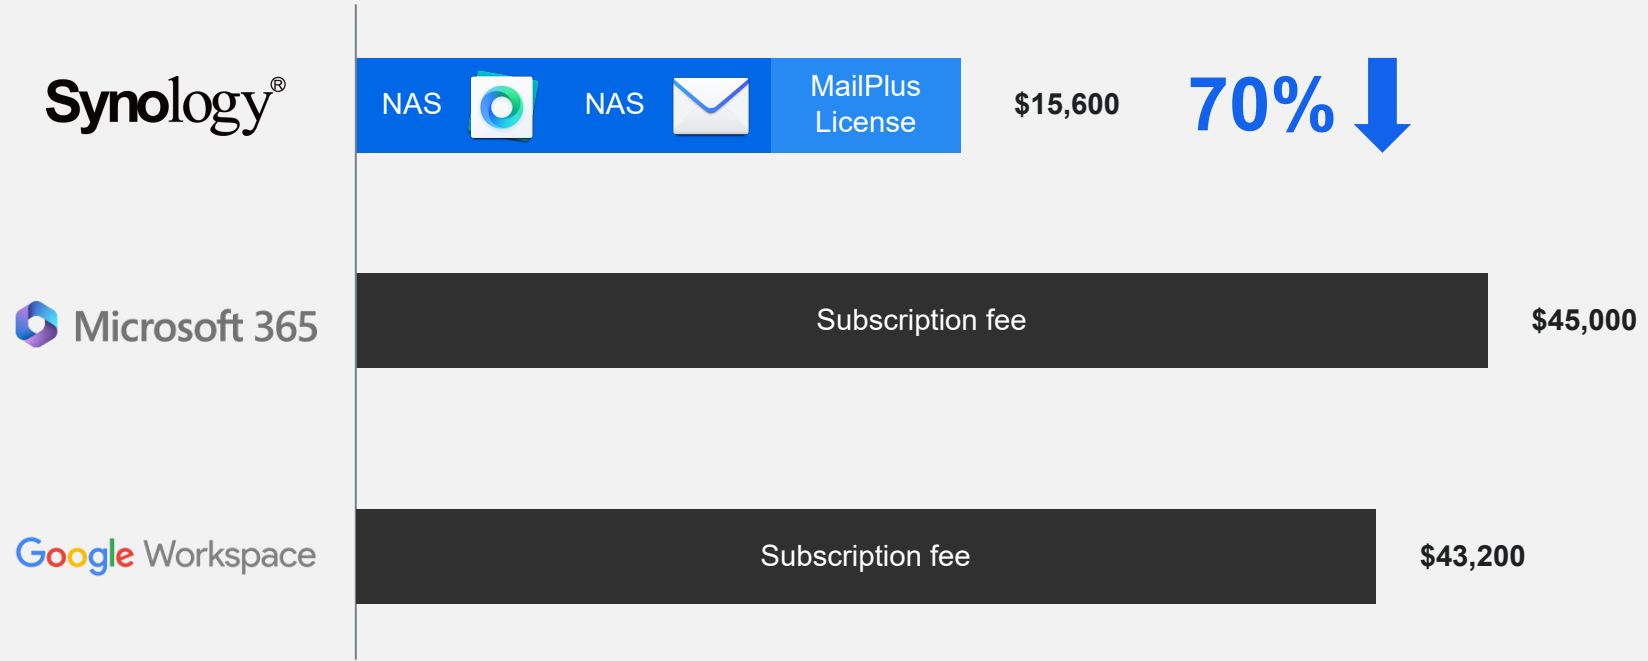 Synology®
NAS
NAS
MailPlus
License
$15,600
70%
Microsoft 365
Subscription fee
$45,000
Google Workspace
Subscription fee
$43,200